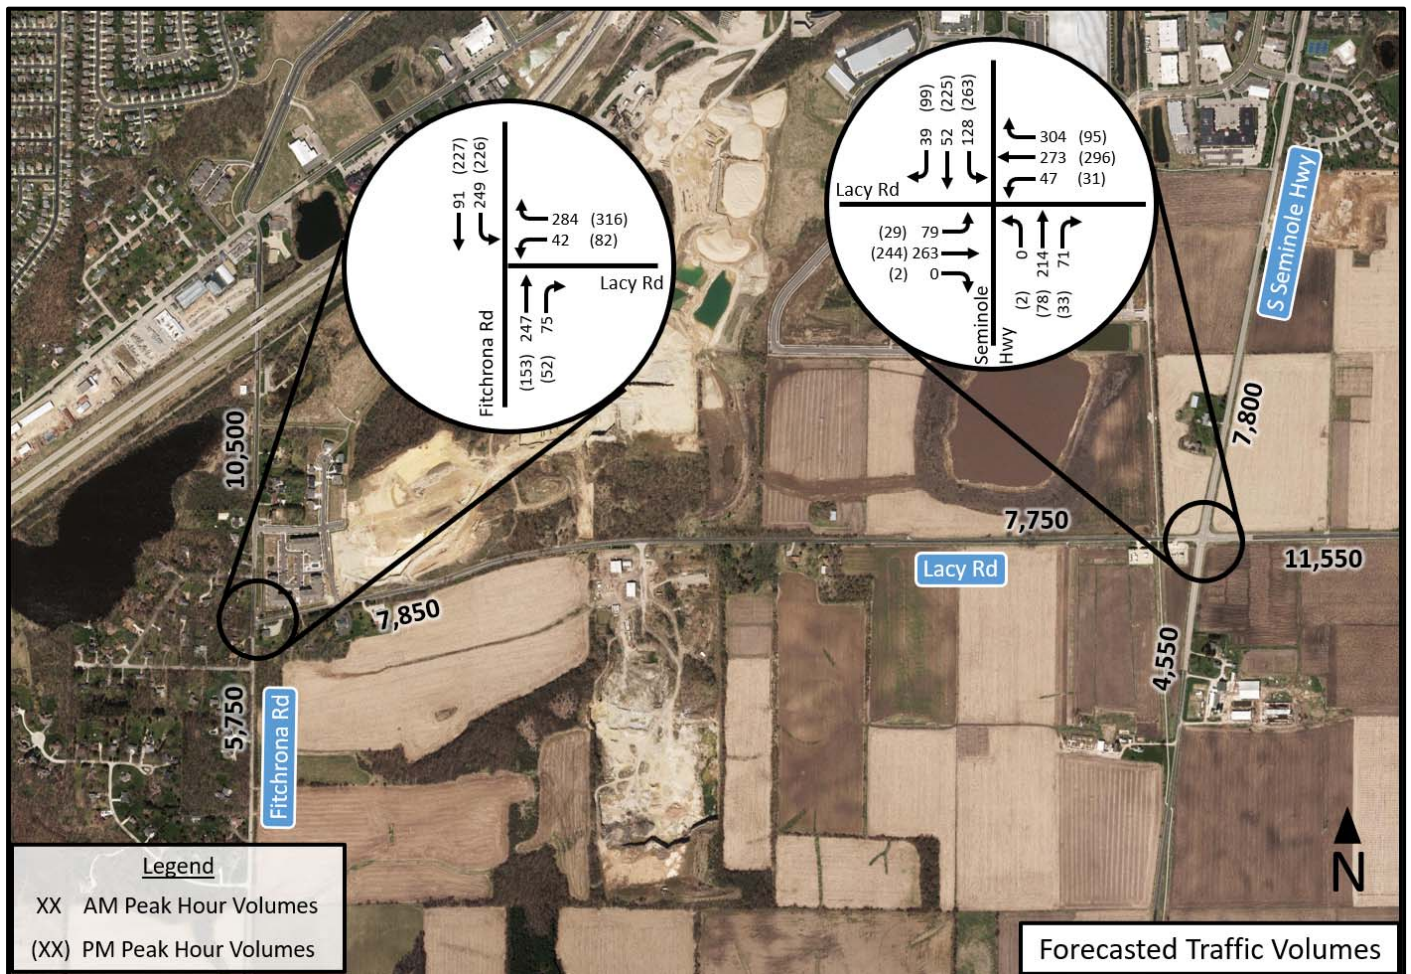 91 (227)
249 (226)
284 (316)
42 (82)
Lacy Rd
Fitchrona Rd
(153) 247
(52) 75
39 (99)
52 (225)
128 (263)
304 (95)
273 (296)
47 (31)
Lacy Rd
(29) 79
(244) 263
(2) 0
Seminole
Hwy
(2) 0
(78) 214
(33) 71
S Seminole Hwy
10,500
7,800
7,750
Lacy Rd
11,550
7,850
4,550
5,750
Fitchrona Rd
N
Legend
XX AM Peak Hour Volumes
(XX) PM Peak Hour Volumes
Forecasted Traffic Volumes